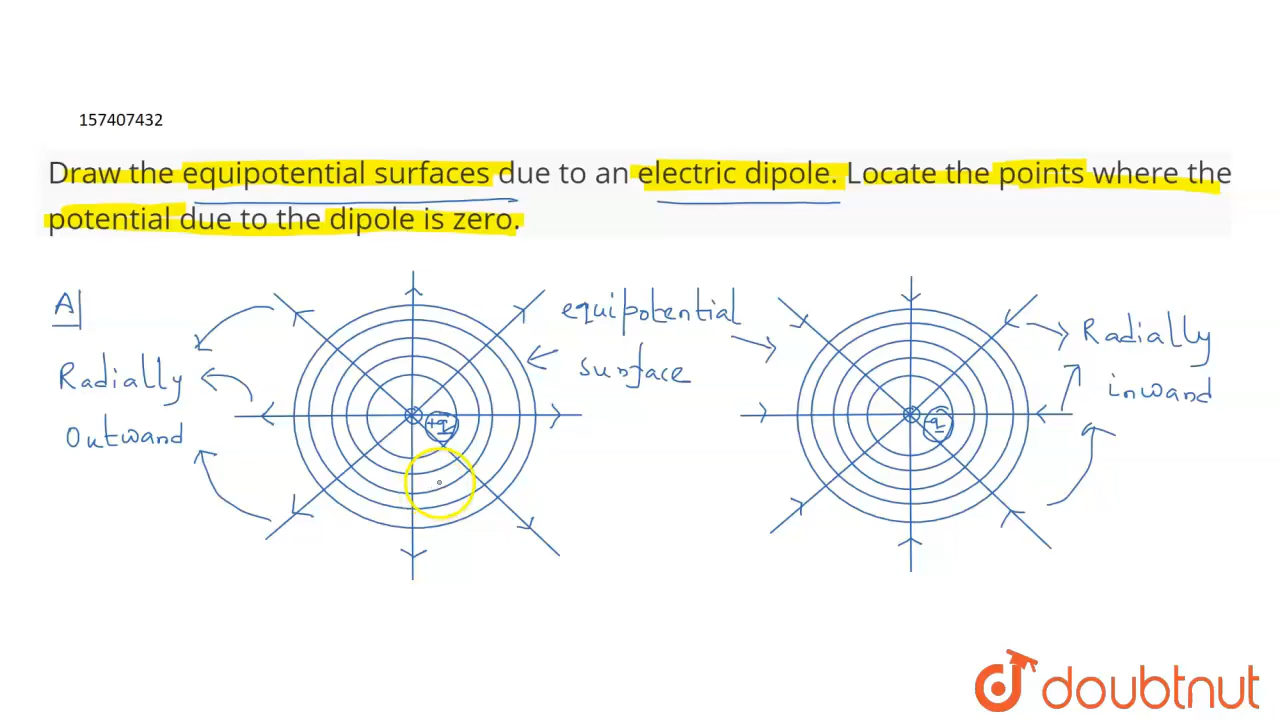 157407432
Draw the equipotential surfaces due to an electric dipole. Locate the points where the
potential due to the dipole is zero.
A
Radially
Outward
+q
equipotential
surface
-q
Radially
inward
doubtnut